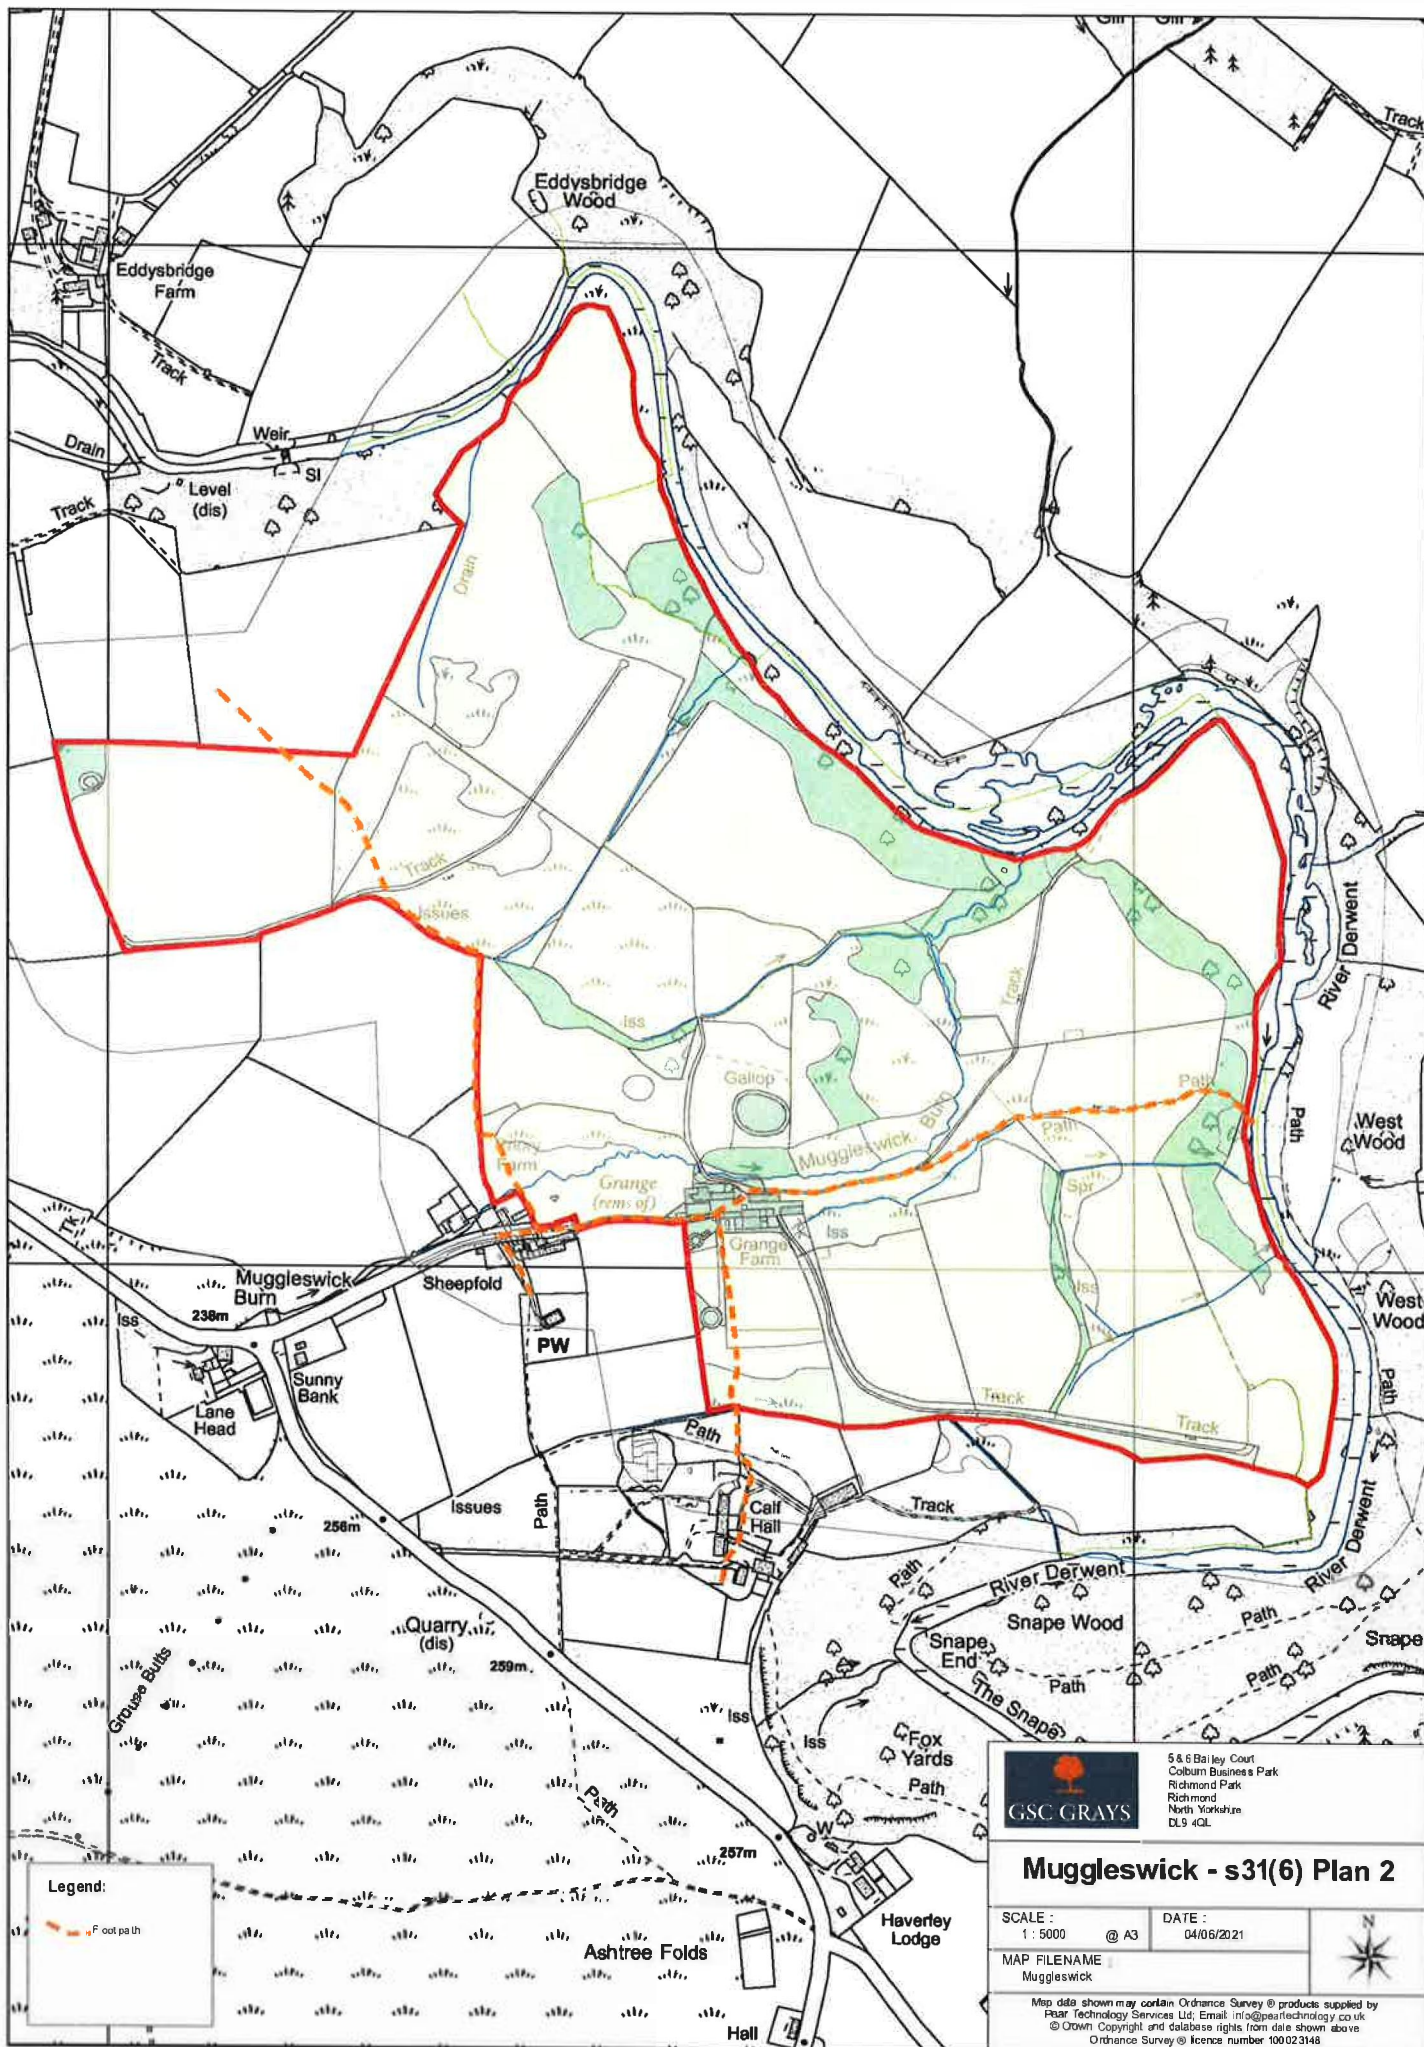 Gill
Gill
Track
Eddysbridge
Wood
Eddysbridge
Farm
Track
Weir
Drain
SI
Level
(dis)
Track
Drain
Track
Issues
River Derwent
Track
Iss
Gallop
Path
Path
Path
West
Wood
Muggleswick Burn
Priory
Farm
Grange
(rems of)
Spr
Tk
Iss
Grange
Farm
Muggleswick
Burn
Sheepfold
Iss
West
Wood
238m
Iss
PW
Sunny
Bank
Lane
Head
Track
Track
Path
Path
Issues
Path
Calf
Hall
Track
256m
River Derwent
Path
River Derwent
Snape Wood
Path
Quarry
(dis)
Snape
End
Snape
259m
Path
Path
The Snape
Grouse Butts
Iss
Iss
Fox
Yards
Path
Path
W
257m
Haverley
Lodge
Ashtree Folds
Hall
Legend:
Footpath
GSC GRAYS
5 & 6 Bailey Court
Colburn Business Park
Richmond Park
Richmond
North Yorkshire
DL9 4QL
Muggleswick - s31(6) Plan 2
SCALE :
1 : 5000 @ A3
DATE :
04/06/2021
N
MAP FILENAME :
Muggleswick
Map data shown may contain Ordnance Survey ® products supplied by
Pear Technology Services Ltd; Email: info@peartechnology.co.uk
© Crown Copyright and database rights from date shown above
Ordnance Survey ® licence number 100023148